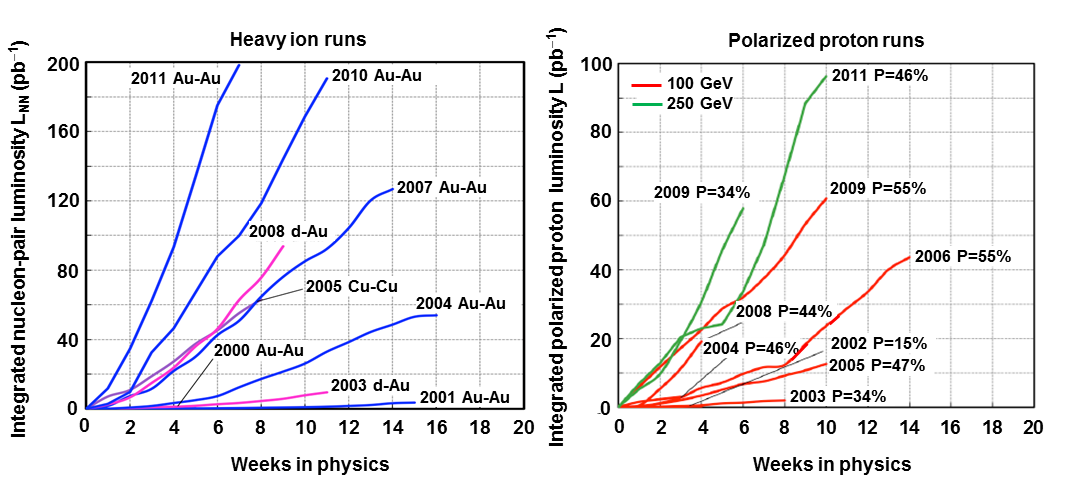 Heavy ion runs
Integrated nucleon-pair luminosity LNN (pb−1)
200
160
120
80
40
0
2011 Au-Au
2010 Au-Au
2007 Au-Au
2008 d-Au
2005 Cu-Cu
2004 Au-Au
2000 Au-Au
2003 d-Au
2001 Au-Au
0 2 4 6 8 10 12 14 16 18 20
Weeks in physics
Polarized proton runs
Integrated polarized proton luminosity L (pb−1)
100
80
60
40
20
0
100 GeV
250 GeV
2011 P=46%
2009 P=34%
2009 P=55%
2006 P=55%
2008 P=44%
2004 P=46%
2002 P=15%
2005 P=47%
2003 P=34%
0 2 4 6 8 10 12 14 16 18 20
Weeks in physics